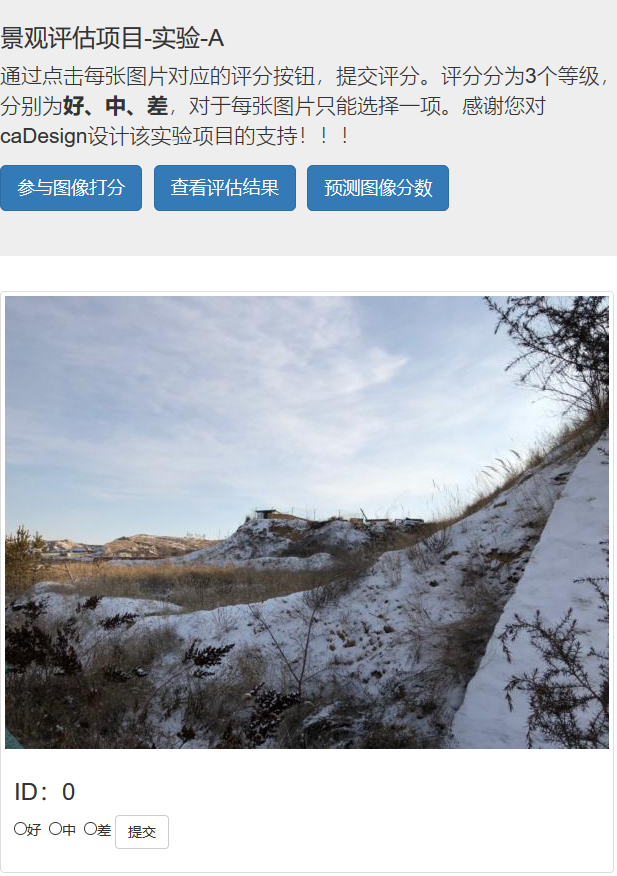 景观评估项目-实验-A
通过点击每张图片对应的评分按钮，提交评分。评分分为3个等级，
分别为好、中、差，对于每张图片只能选择一项。感谢您对
caDesign设计该实验项目的支持！！！
参与图像打分 查看评估结果 预测图像分数
ID：0
好 中 差 提交